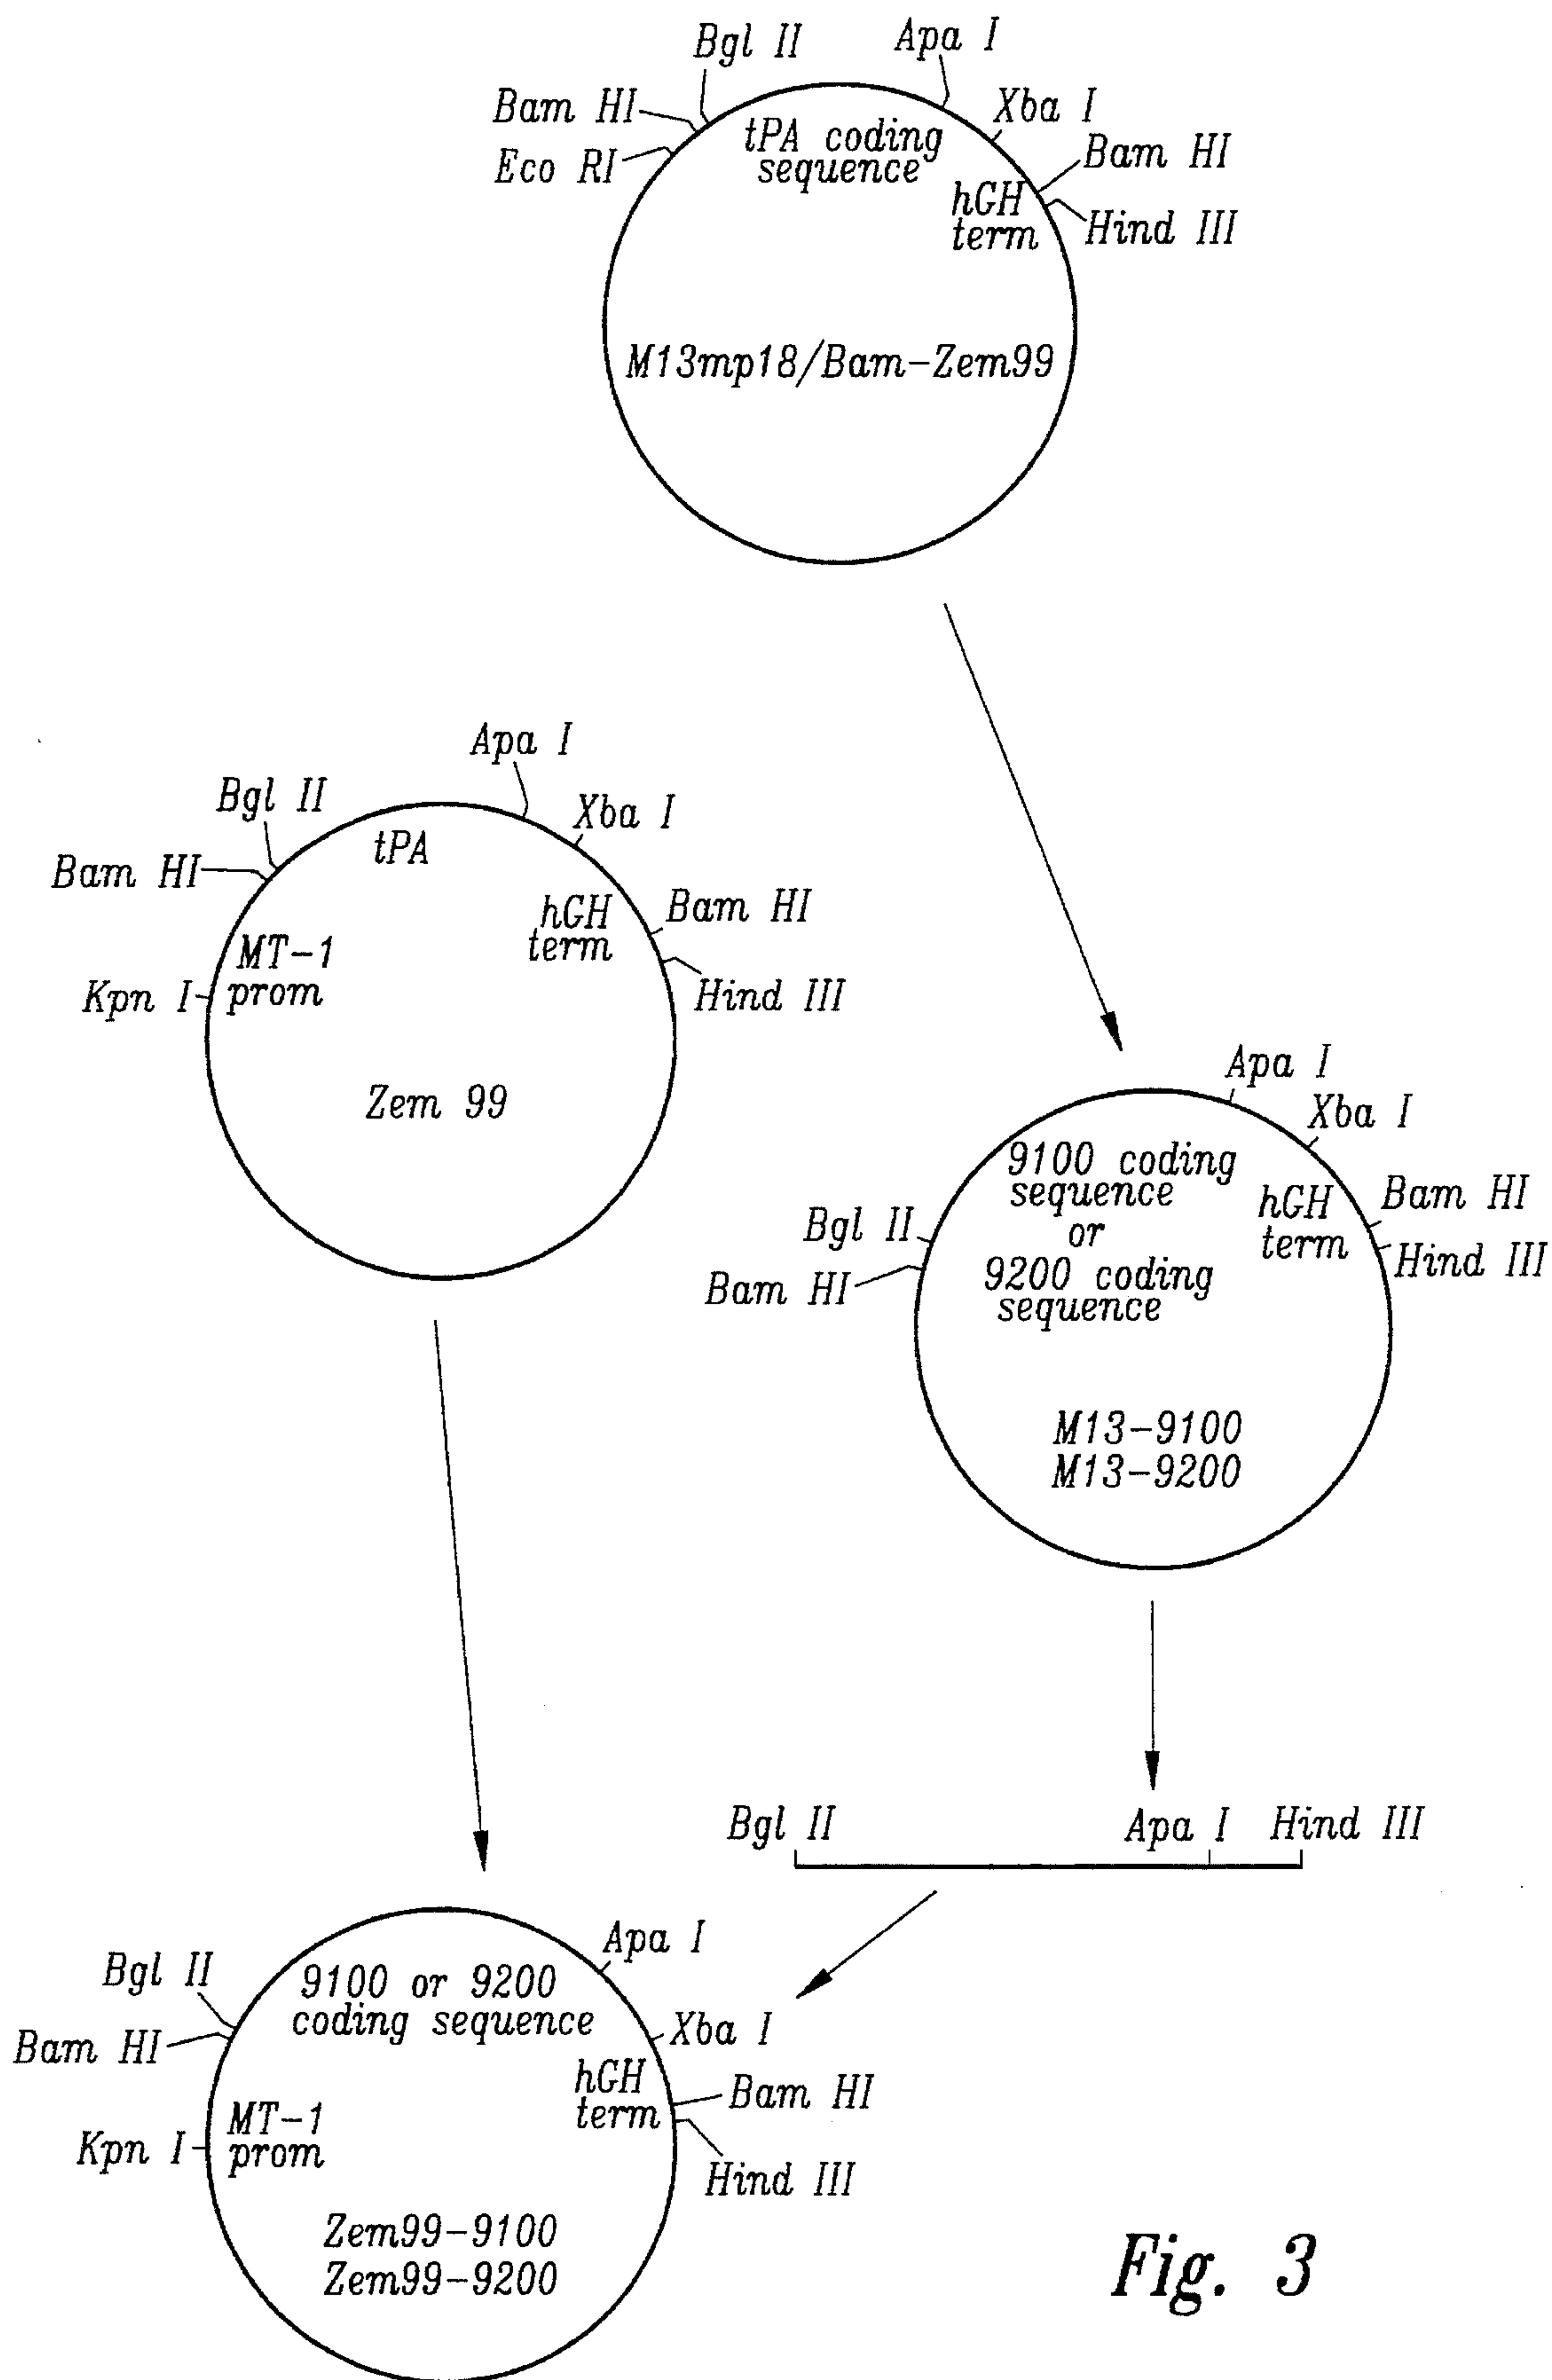 Bgl II
Apa I
Bam HI
Xba I
Eco RI
tPA coding
sequence
Bam HI
hGH
term
Hind III
M13mp18/Bam-Zem99
Apa I
Bgl II
Xba I
tPA
Bam HI
hGH
term
Bam HI
MT-1
prom
Kpn I
Hind III
Zem 99
Apa I
Xba I
9100 coding
sequence
or
9200 coding
sequence
hGH
term
Bam HI
Bgl II
Hind III
Bam HI
M13-9100
M13-9200
Bgl II
Apa I
Hind III
Apa I
Bgl II
9100 or 9200
coding sequence
Xba I
Bam HI
hGH
term
Bam HI
MT-1
prom
Kpn I
Hind III
Zem99-9100
Zem99-9200
Fig. 3